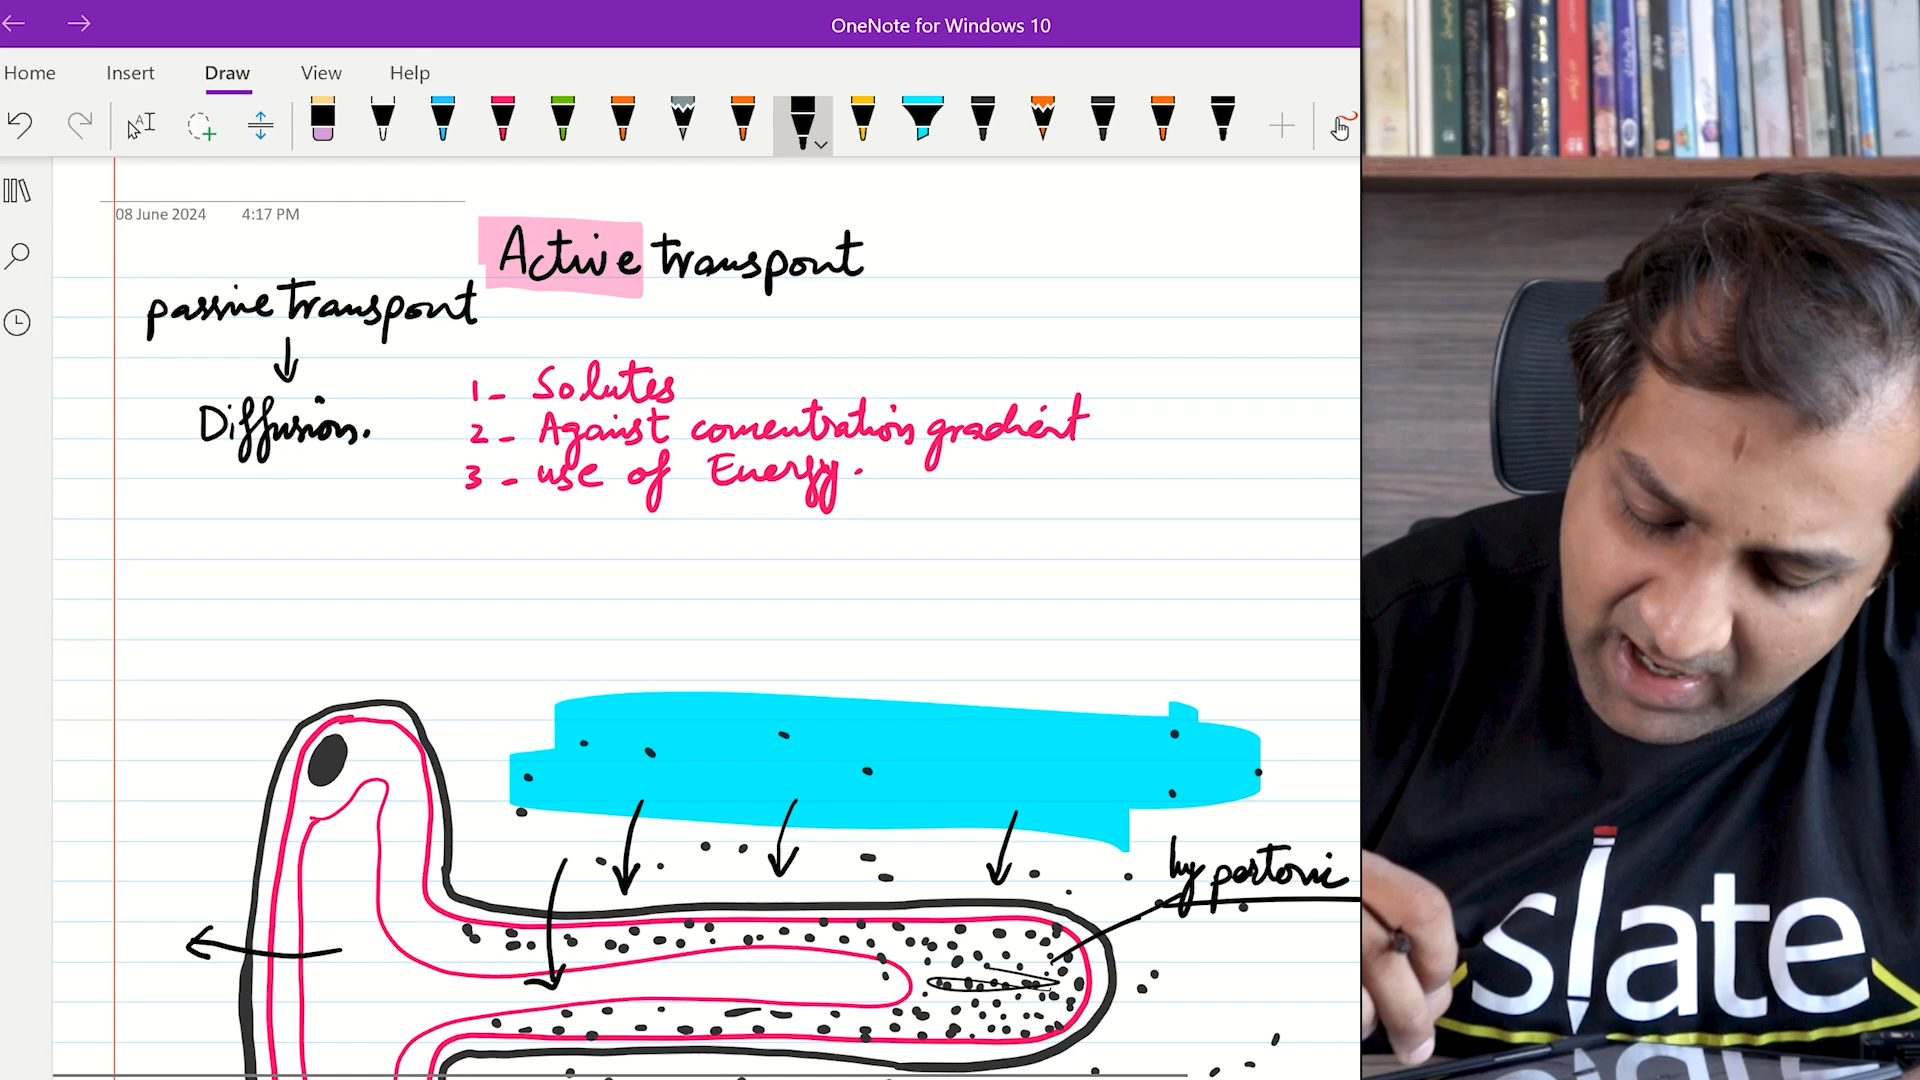 OneNote for Windows 10
Home Insert Draw View Help
08 June 2024 4:17 PM
Active transport
passive transport
Diffusion.
1- Solutes
2- Against concentration gradient
3- use of Energy.
hypertonic
slate